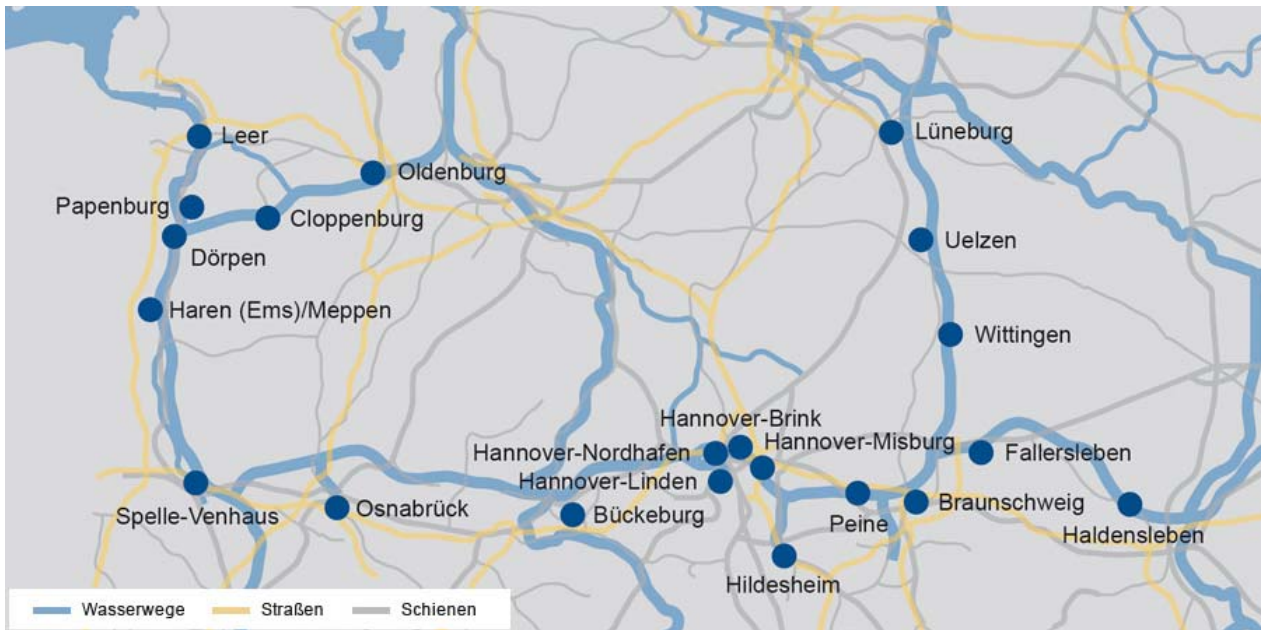 Leer
Lüneburg
Oldenburg
Papenburg
Cloppenburg
Dörpen
Uelzen
Haren (Ems)/Meppen
Wittingen
Hannover-Brink
Hannover-Misburg
Hannover-Nordhafen
Fallersleben
Hannover-Linden
Spelle-Venhaus
Osnabrück
Bückeburg
Peine
Braunschweig
Haldensleben
Hildesheim
Wasserwege
Straßen
Schienen